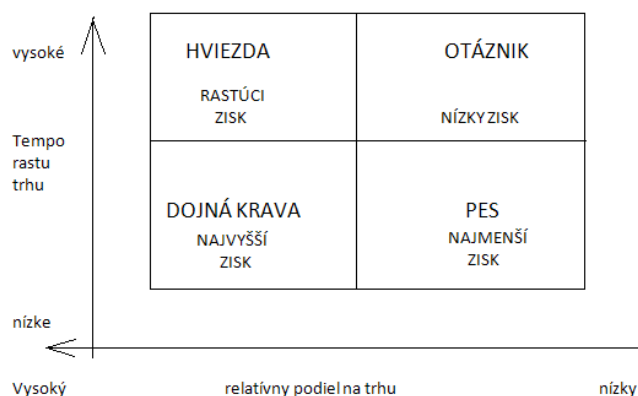 vysoké
HVIEZDA
OTÁZNIK
RASTÚCI
ZISK
NÍZKY ZISK
Tempo
rastu
trhu
DOJNÁ KRAVA
PES
NAJVYŠŠÍ
ZISK
NAJMENŠÍ
ZISK
nízke
Vysoký
relatívny podiel na trhu
nízky